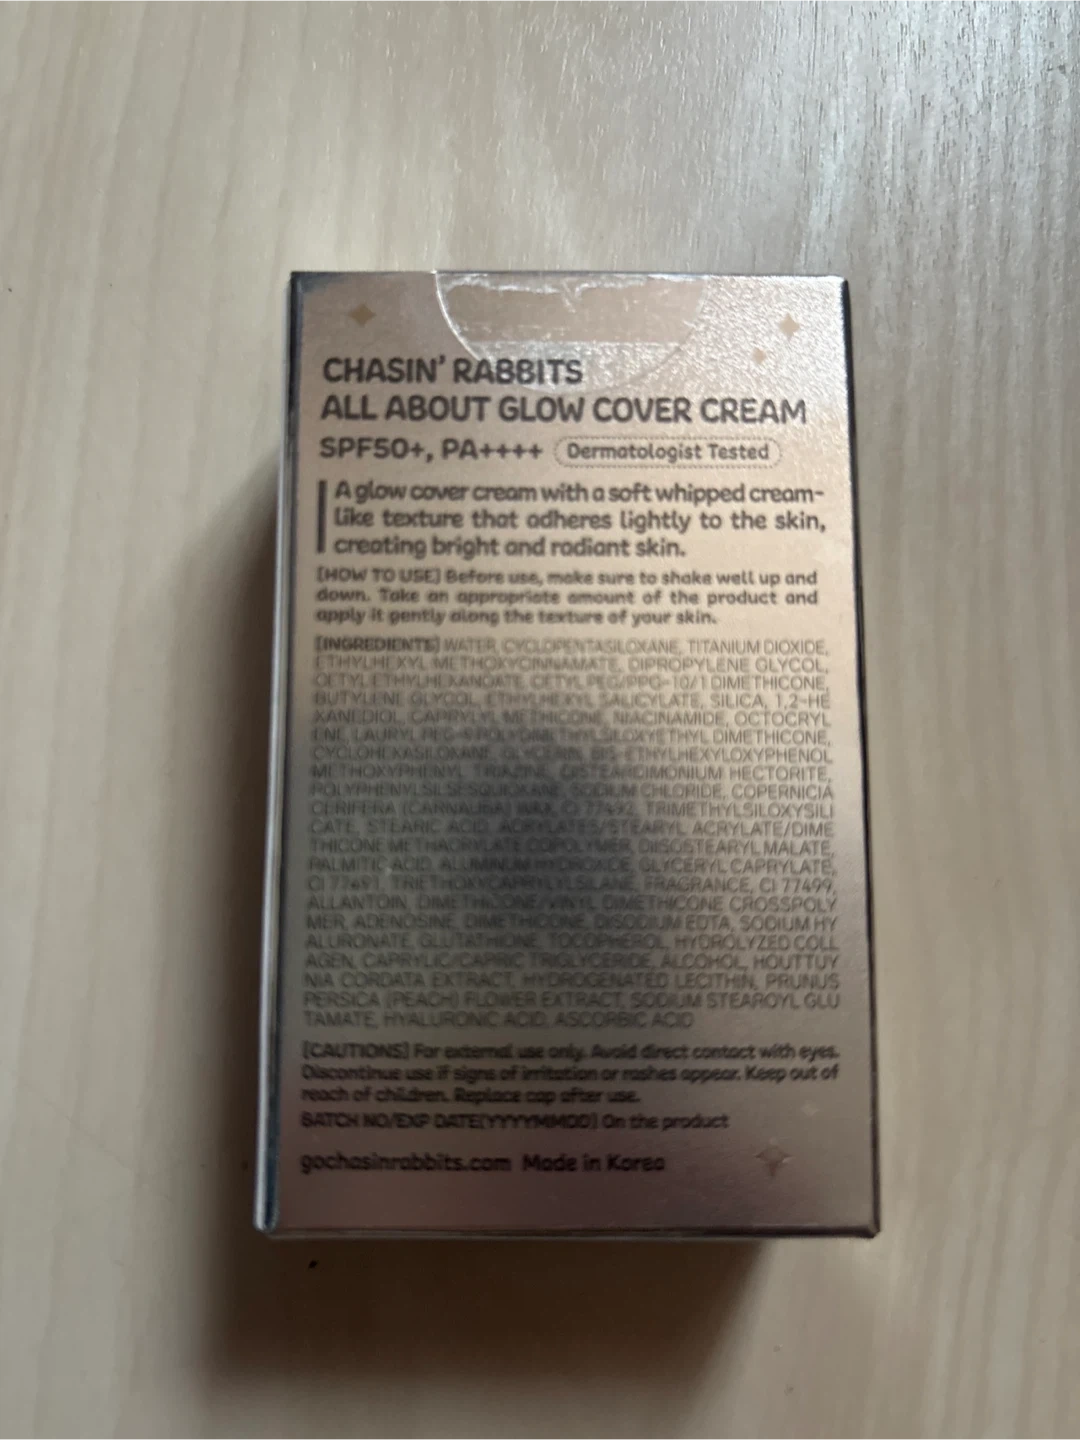 CHASIN' RABBITS
ALL ABOUT GLOW COVER CREAM
SPF50+, PA++++ Dermatologist Tested
A glow cover cream with a soft whipped cream-
like texture that adheres lightly to the skin,
creating bright and radiant skin.
[HOW TO USE] Before use, make sure to shake well up and
down. Take an appropriate amount of the product and
apply it gently along the texture of your skin.
[INGREDIENTS] WATER, CYCLOPENTASILOXANE, TITANIUM DIOXIDE,
ETHYLHEXYL METHOXYCINNAMATE, DIPROPYLENE GLYCOL,
CETYL ETHYLHEXANOATE, CETYL PEG/PPG-10/1 DIMETHICONE,
BUTYLENE GLYCOL, ETHYLHEXYL SALICYLATE, SILICA, 1,2-HE
XANEDIOL, CAPRYLYL METHICONE, NIACINAMIDE, OCTOCRYL
ENE, LAURYL PEG-9 POLYDIMETHYLSILOXYETHYL DIMETHICONE,
CYCLOHEXASILOXANE, GLYCERIN, BIS-ETHYLHEXYLOXYPHENOL
METHOXYPHENYL TRIAZINE, DISTEARDIMONIUM HECTORITE,
POLYPHENYLSILSESQUIOXANE, SODIUM CHLORIDE, COPERNICIA
CERIFERA (CARNAUBA) WAX, CI 77492, TRIMETHYLSILOXYSILI
CATE, STEARIC ACID, ACRYLATES/STEARYL ACRYLATE/DIME
THICONE METHACRYLATE COPOLYMER, DIISOSTEARYL MALATE,
PALMITIC ACID, ALUMINUM HYDROXIDE, GLYCERYL CAPRYLATE,
CI 77491, TRIETHOXYCAPRYLYLSILANE, FRAGRANCE, CI 77499,
ALLANTOIN, DIMETHICONE/VINYL DIMETHICONE CROSSPOLY
MER, ADENOSINE, DIMETHICONE, DISODIUM EDTA, SODIUM HY
ALURONATE, GLUTATHIONE, TOCOPHEROL, HYDROLYZED COLL
AGEN, CAPRYLIC/CAPRIC TRIGLYCERIDE, ALCOHOL, HOUTTUY
NIA CORDATA EXTRACT, HYDROGENATED LECITHIN, PRUNUS
PERSICA (PEACH) FLOWER EXTRACT, SODIUM STEAROYL GLU
TAMATE, HYALURONIC ACID, ASCORBIC ACID
[CAUTIONS] For external use only. Avoid direct contact with eyes.
Discontinue use if signs of irritation or rashes appear. Keep out of
reach of children. Replace cap after use.
BATCH NO/EXP DATE(YYYYMMDD) On the product
gochasinrabbits.com Made in Korea